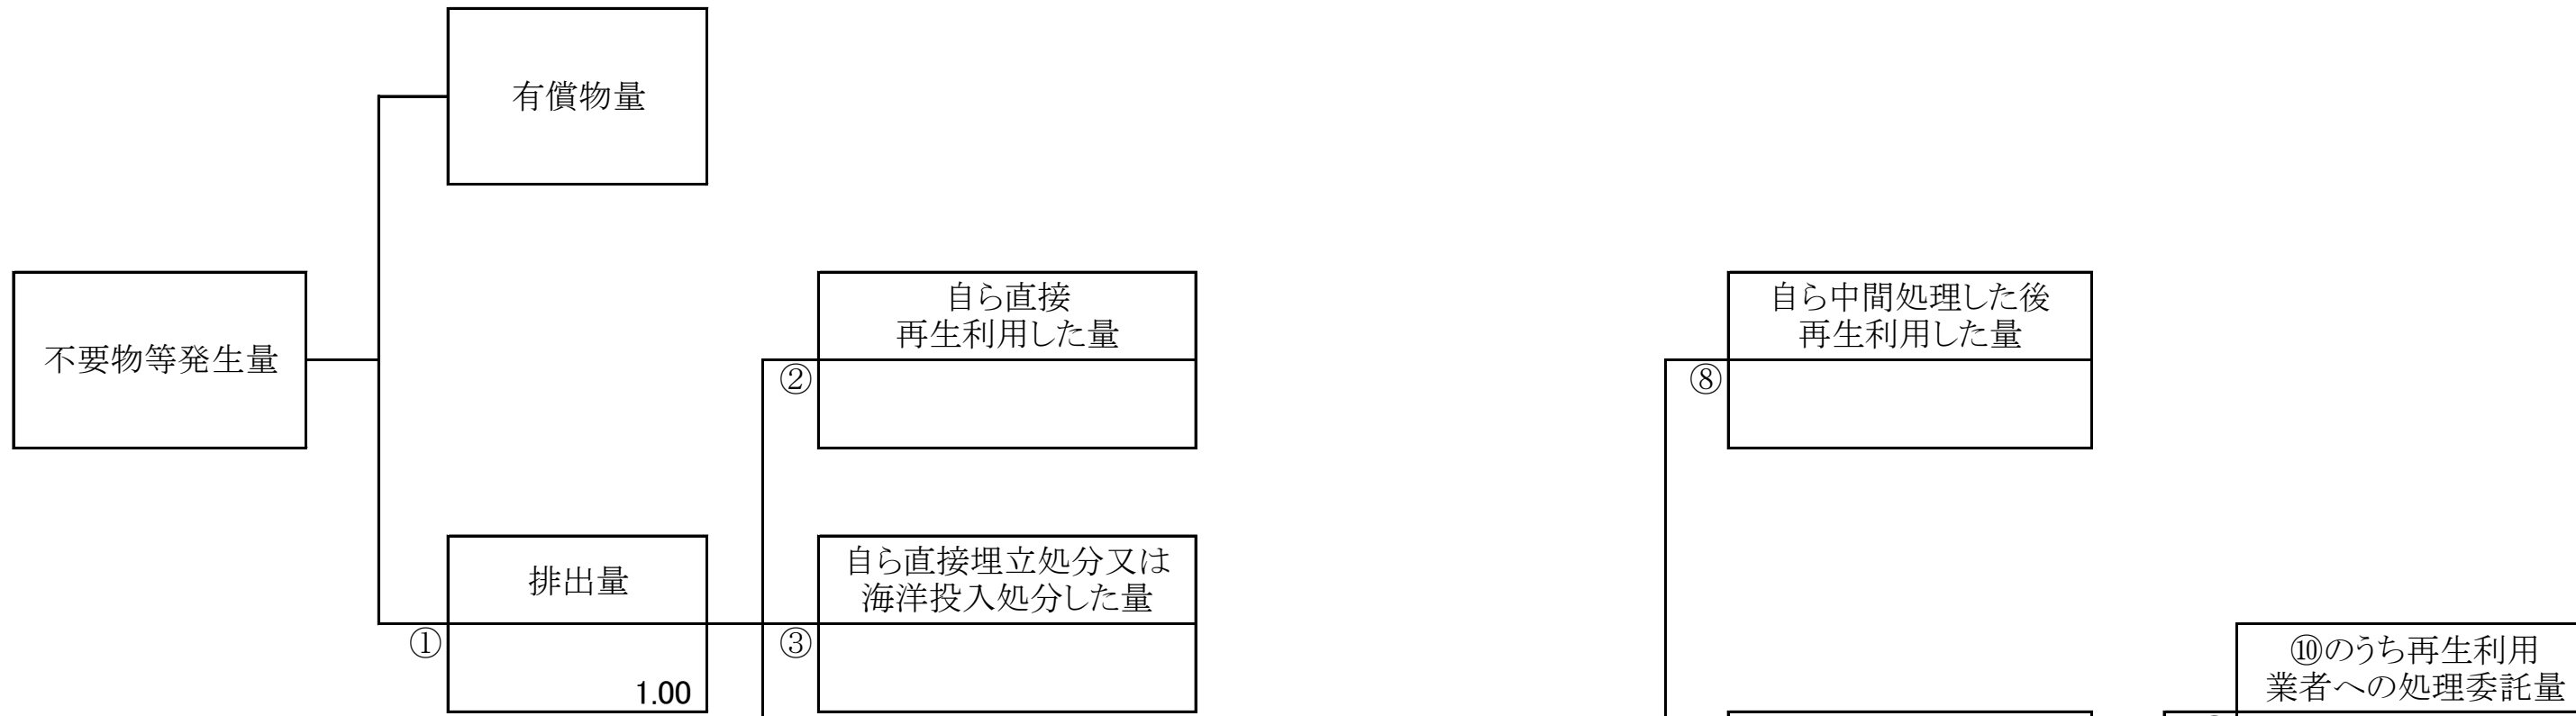 有償物量
不要物等発生量
自ら直接
再生利用した量
②
自ら中間処理した後
再生利用した量
⑧
排出量
①
1.00
自ら直接埋立処分又は
海洋投入処分した量
③
⑩のうち再生利用
業者への処理委託量